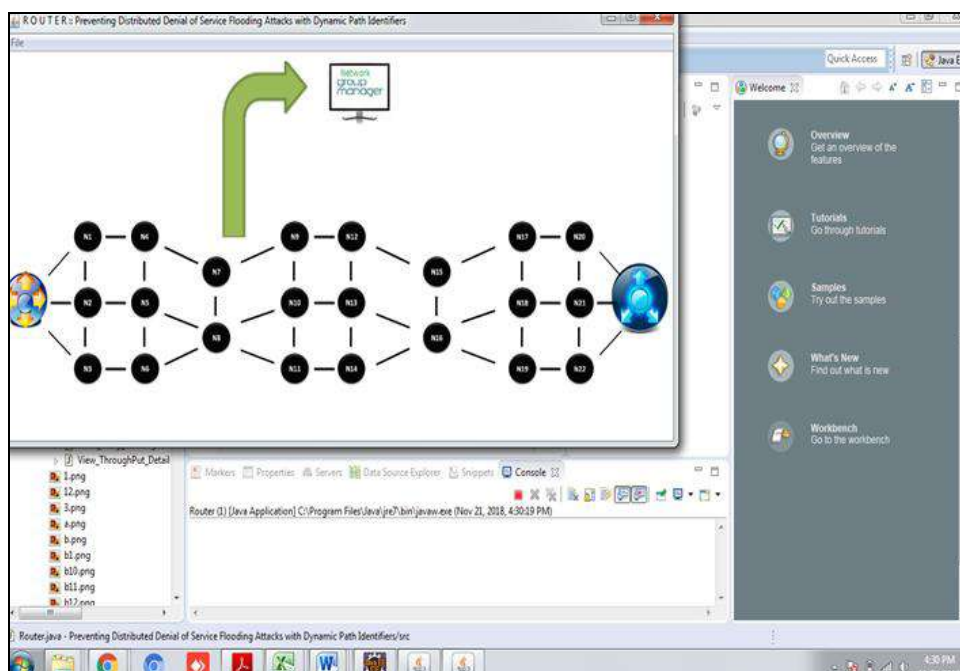 R O U T E R :: Preventing Distributed Denial of Service Flooding Attacks with Dynamic Path Identifiers
File
Network
group
manager
Quick Access
Java E
Welcome
N1
N4
N9
N12
N17
N20
N7
N15
N2
N5
N10
N13
N18
N21
N8
N16
N3
N6
N11
N14
N19
N22
Overview
Get an overview of the
features
Tutorials
Go through tutorials
Samples
Try out the samples
What's New
Find out what is new
Workbench
Go to the workbench
View_ThroughPut_Detail
1.png
12.png
3.png
a.png
b.png
b1.png
b10.png
b11.png
b12.png
Markers Properties Servers Data Source Explorer Snippets Console
Router (1) [Java Application] C:\Program Files\Java\jre7\bin\javaw.exe (Nov 21, 2018, 4:30:19 PM)
Router.java - Preventing Distributed Denial of Service Flooding Attacks with Dynamic Path Identifiers/src
4:30 PM